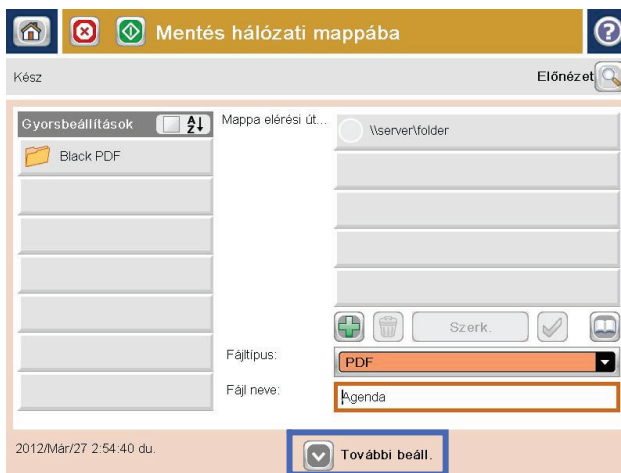 Mentés hálózati mappába
?
Kész
Előnézet
Gyorsbeállítások
A
Z
Mappa elérési út...
\\server\folder
Black PDF
Szerk.
Fájltípus:
PDF
Fájl neve:
Agenda
2012/Már/27 2:54:40 du.
További beáll.